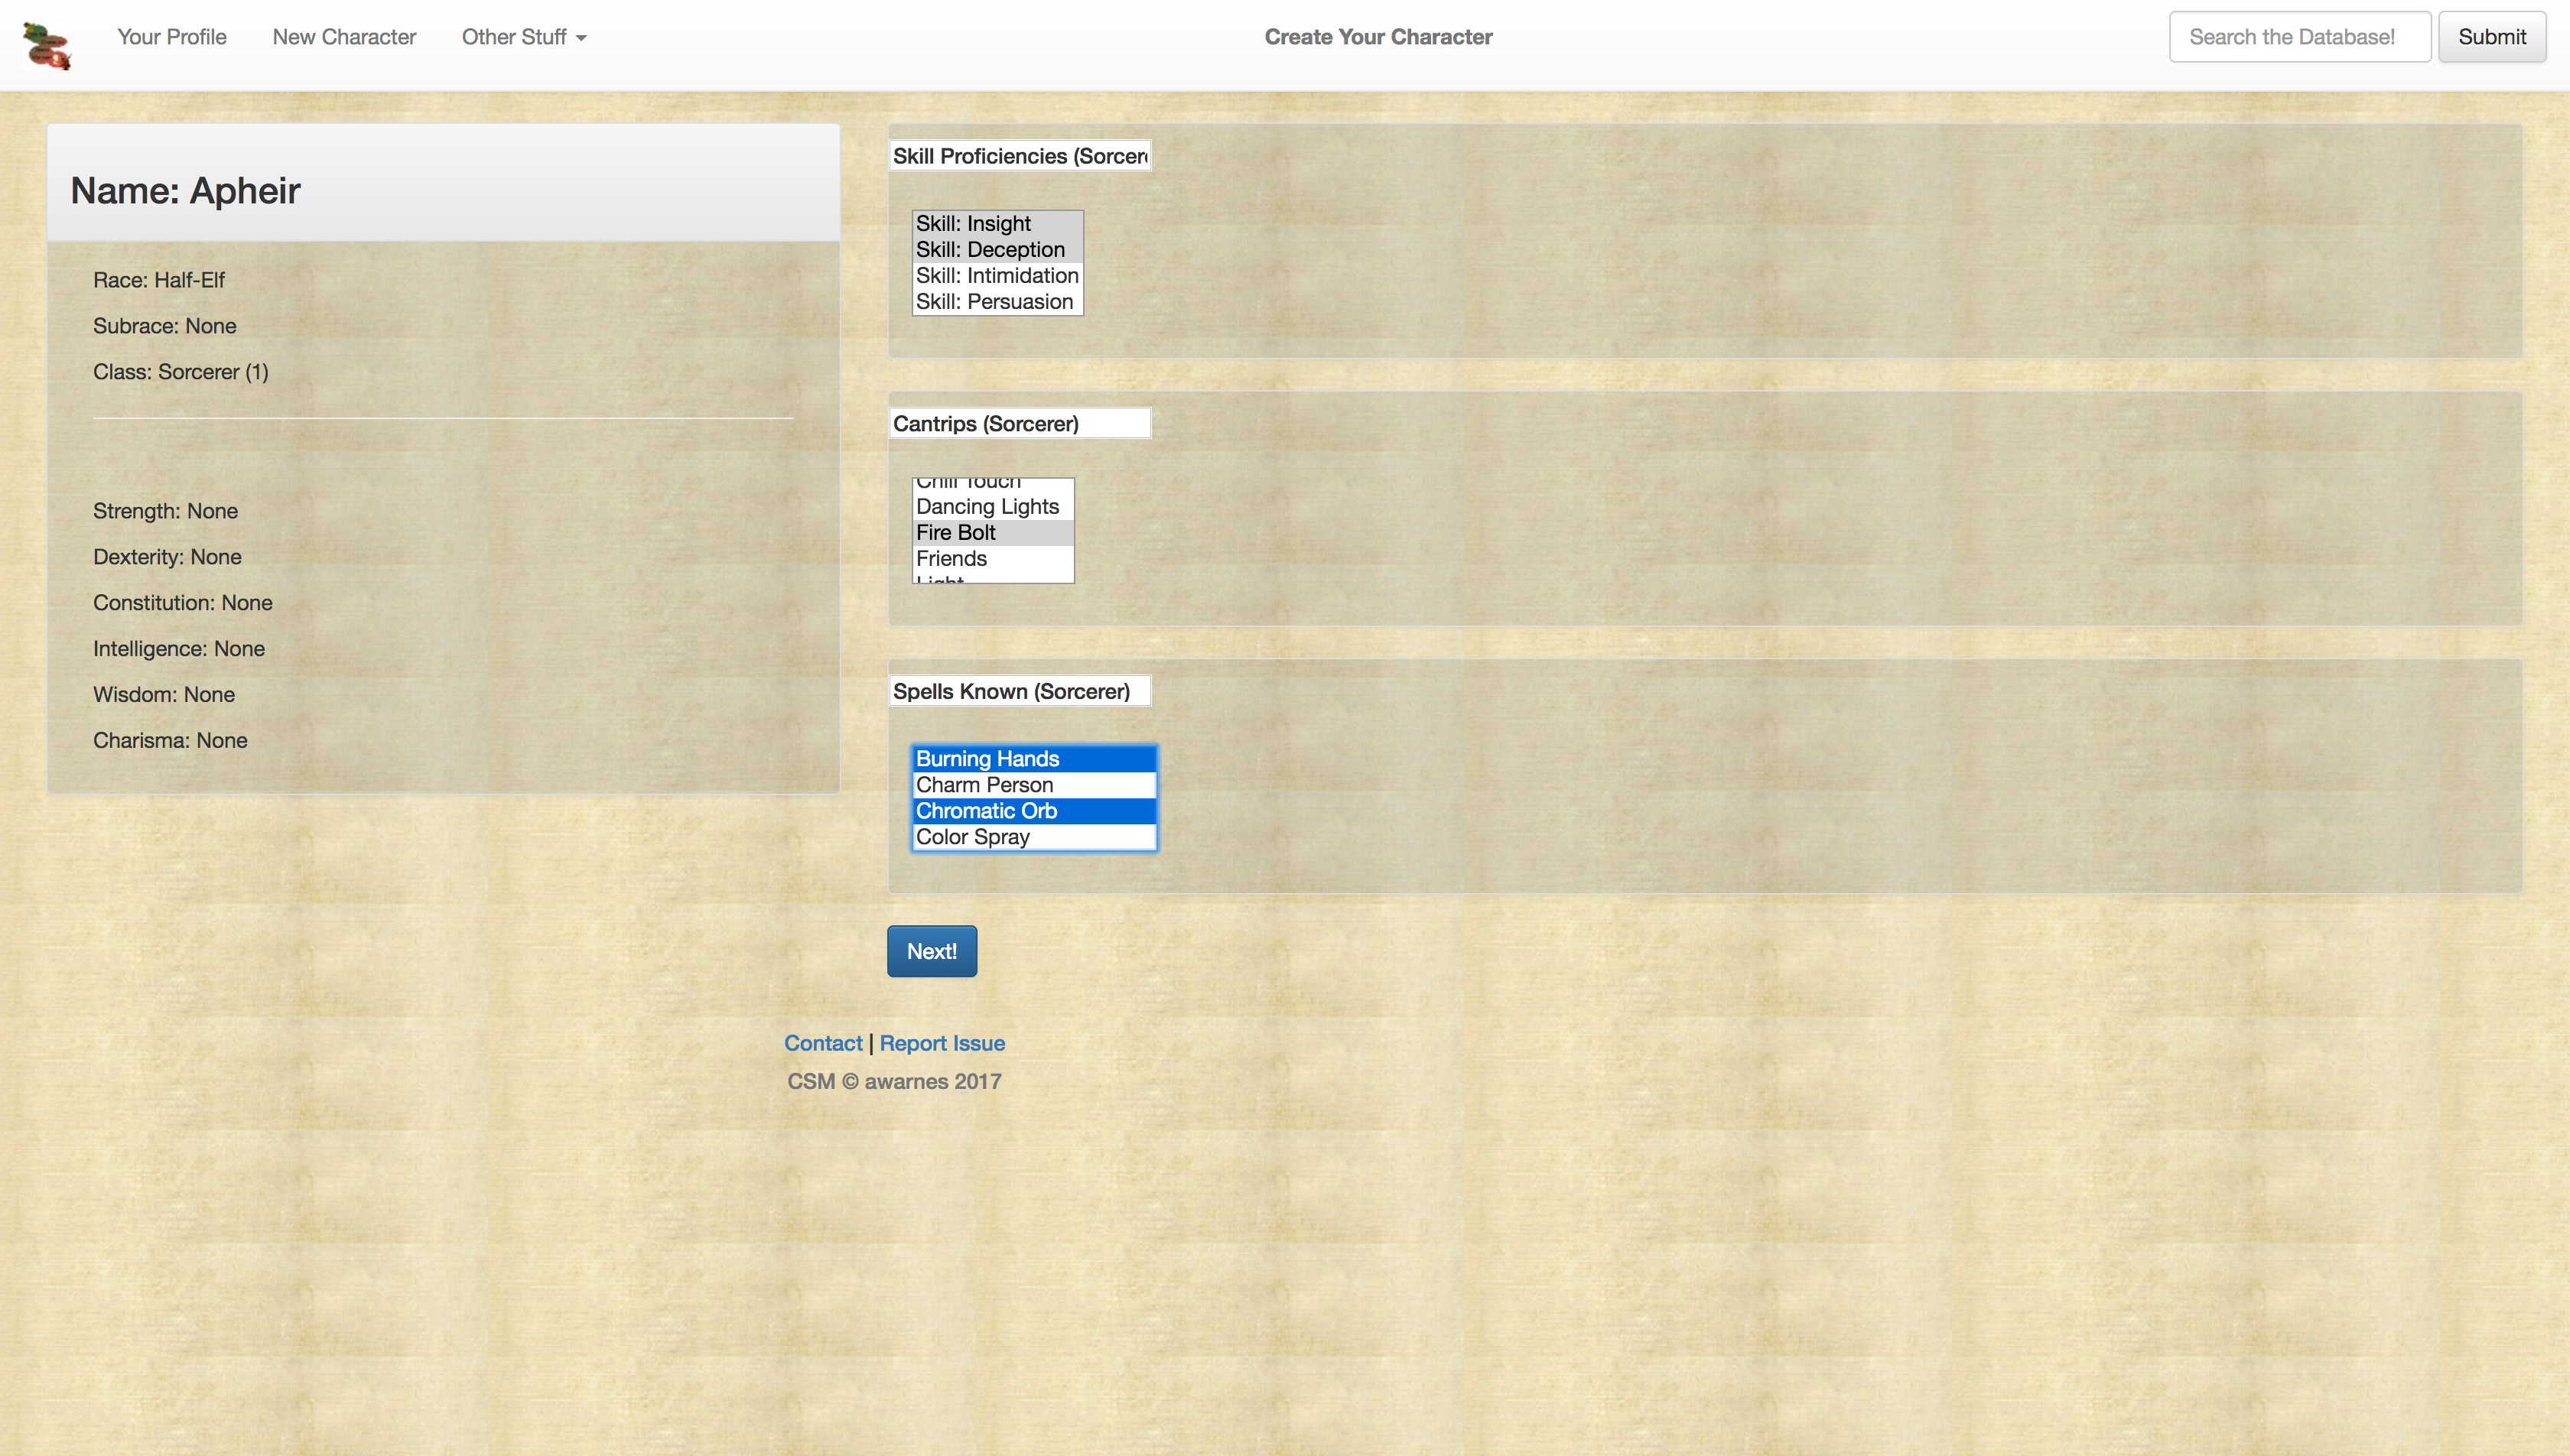 Your Profile
New Character
Other Stuff
Create Your Character
Search the Database!
Submit
Name: Apheir
Race: Half-Elf
Subrace: None
Class: Sorcerer (1)
Strength: None
Dexterity: None
Constitution: None
Intelligence: None
Wisdom: None
Charisma: None
Skill Proficiencies (Sorcer
Skill: Insight
Skill: Deception
Skill: Intimidation
Skill: Persuasion
Cantrips (Sorcerer)
Chill Touch
Dancing Lights
Fire Bolt
Friends
Light
Spells Known (Sorcerer)
Burning Hands
Charm Person
Chromatic Orb
Color Spray
Next!
Contact | Report Issue
CSM © awarnes 2017